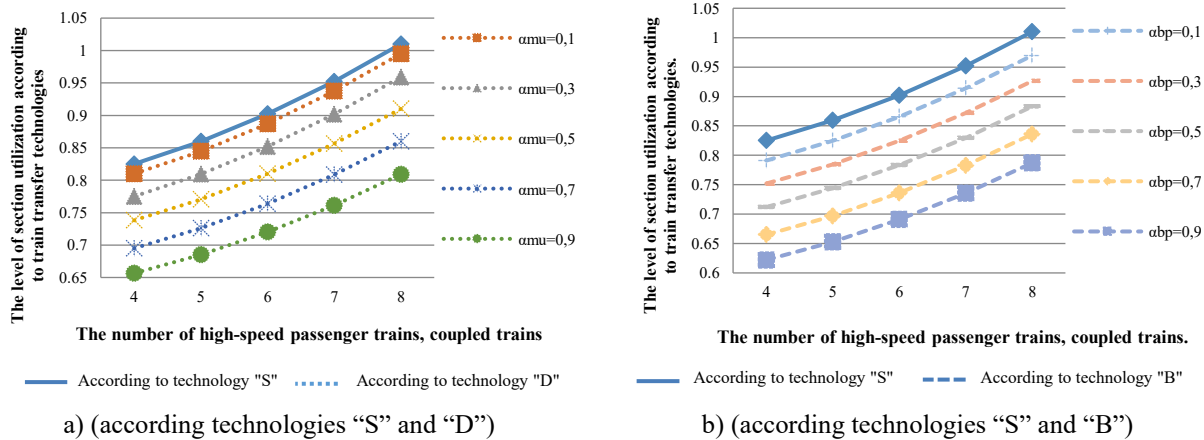 The level of section utilization according
to train transfer technologies
1.05
1
0.95
0.9
0.85
0.8
0.75
0.7
0.65
4
5
6
7
8
αmu=0,1
αmu=0,3
αmu=0,5
αmu=0,7
αmu=0,9
The number of high-speed passenger trains, coupled trains
According to technology "S"
According to technology "D"
a) (according technologies “S” and “D”)
The level of section utilization according
to train transfer technologies.
1.05
1
0.95
0.9
0.85
0.8
0.75
0.7
0.65
0.6
4
5
6
7
8
αbp=0,1
αbp=0,3
αbp=0,5
αbp=0,7
αbp=0,9
The number of high-speed passenger trains, coupled trains.
According to technology "S"
According to technology "B"
b) (according technologies “S” and “B”)